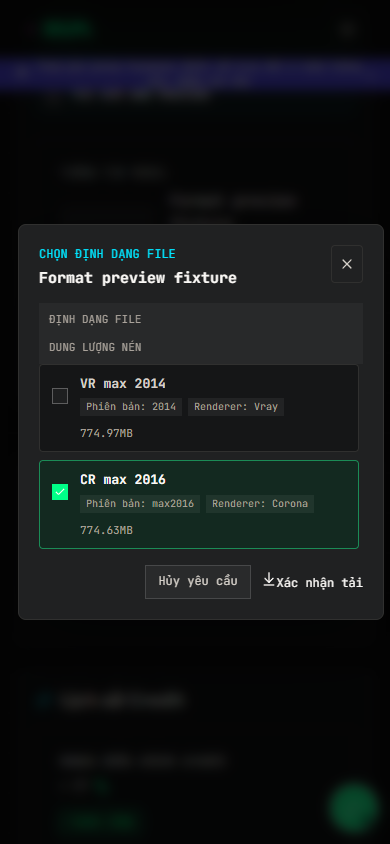 CHỌN ĐỊNH DẠNG FILE
Format preview fixture
ĐỊNH DẠNG FILE
DUNG LƯỢNG NÉN
VR max 2014
Phiên bản: 2014 Renderer: Vray
774.97MB
CR max 2016
Phiên bản: max2016 Renderer: Corona
774.63MB
Hủy yêu cầu Xác nhận tải